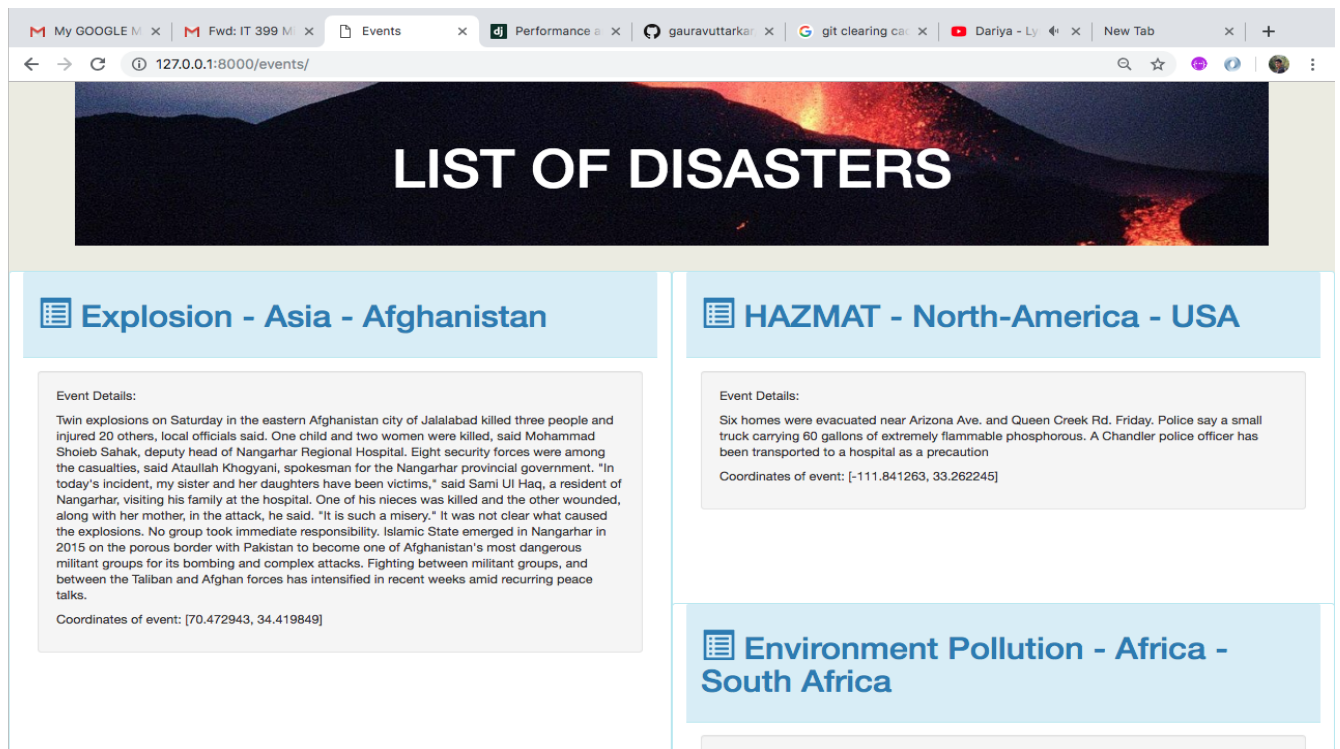 My GOOGLE M
Fwd: IT 399 M
Events
Performance a
gauravuttarkar
git clearing cac
Dariya - Ly
New Tab
127.0.0.1:8000/events/
LIST OF DISASTERS
Explosion - Asia - Afghanistan
Event Details:
Twin explosions on Saturday in the eastern Afghanistan city of Jalalabad killed three people and
injured 20 others, local officials said. One child and two women were killed, said Mohammad
Shoieb Sahak, deputy head of Nangarhar Regional Hospital. Eight security forces were among
the casualties, said Ataullah Khogyani, spokesman for the Nangarhar provincial government. "In
today's incident, my sister and her daughters have been victims," said Sami Ul Haq, a resident of
Nangarhar, visiting his family at the hospital. One of his nieces was killed and the other wounded,
along with her mother, in the attack, he said. "It is such a misery." It was not clear what caused
the explosions. No group took immediate responsibility. Islamic State emerged in Nangarhar in
2015 on the porous border with Pakistan to become one of Afghanistan's most dangerous
militant groups for its bombing and complex attacks. Fighting between militant groups, and
between the Taliban and Afghan forces has intensified in recent weeks amid recurring peace
talks.
Coordinates of event: [70.472943, 34.419849]
HAZMAT - North-America - USA
Event Details:
Six homes were evacuated near Arizona Ave. and Queen Creek Rd. Friday. Police say a small
truck carrying 60 gallons of extremely flammable phosphorous. A Chandler police officer has
been transported to a hospital as a precaution
Coordinates of event: [-111.841263, 33.262245]
Environment Pollution - Africa -
South Africa